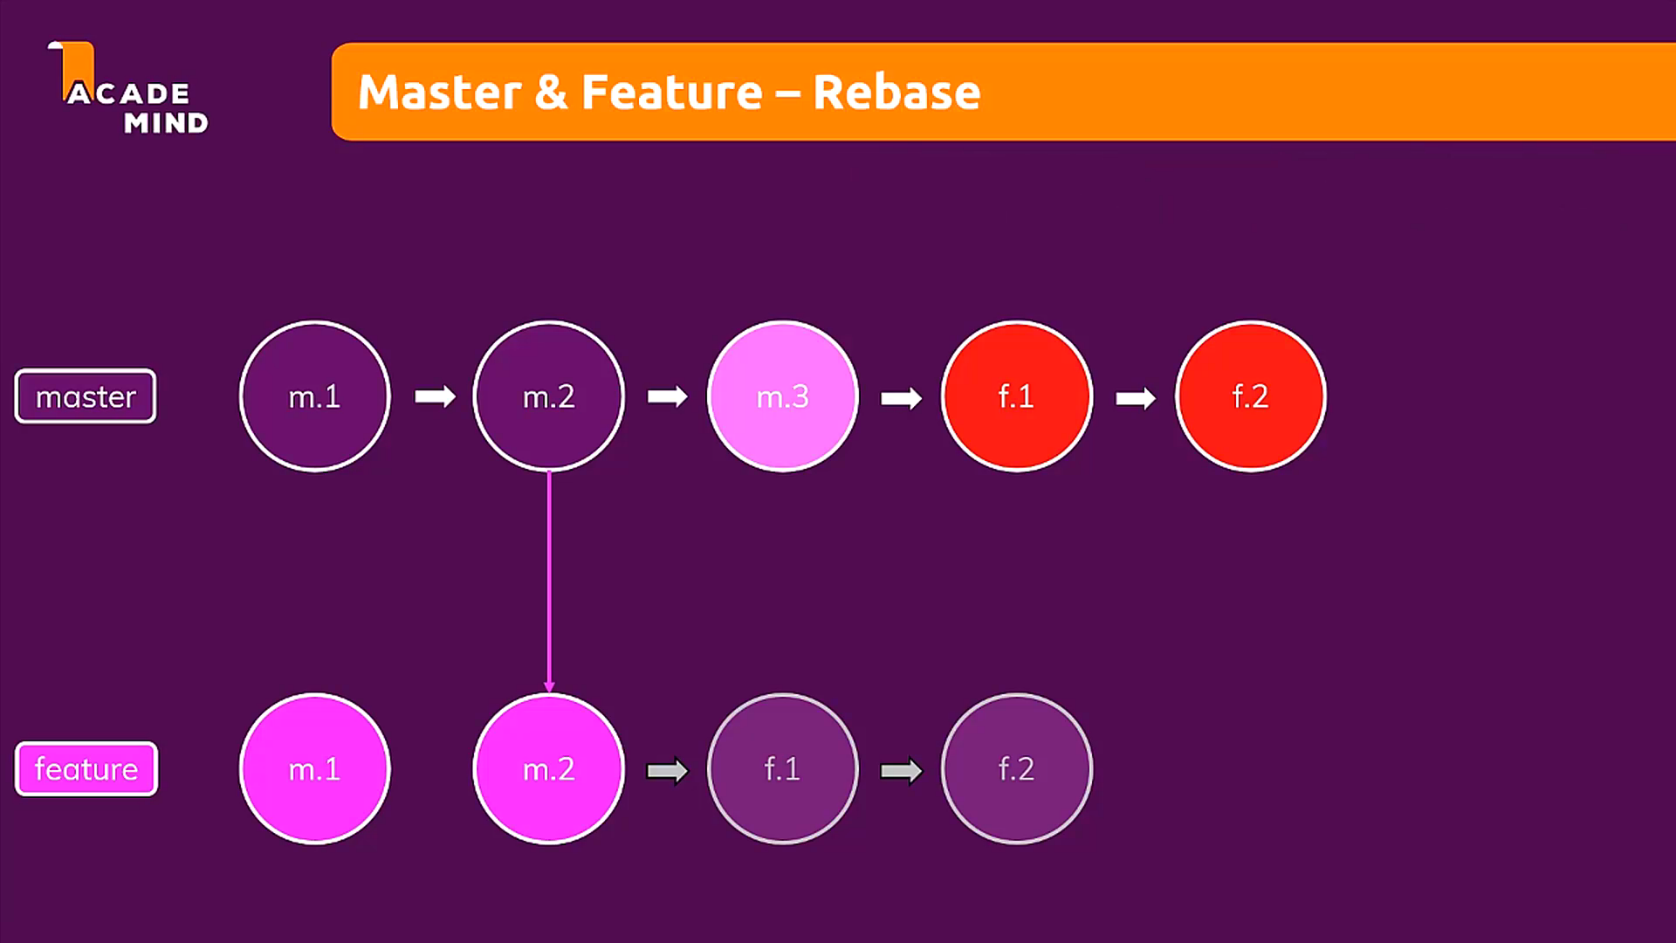 ACADE
MIND
Master & Feature – Rebase
master
m.1
m.2
m.3
f.1
f.2
feature
m.1
m.2
f.1
f.2